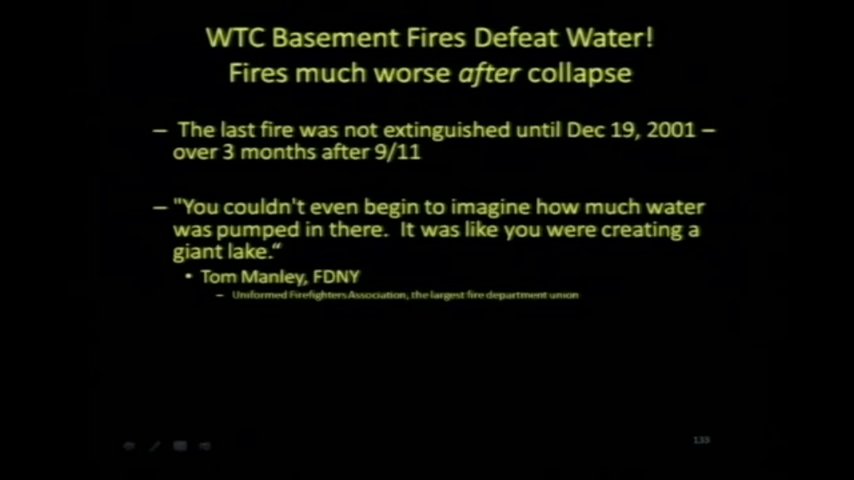 WTC Basement Fires Defeat Water!
Fires much worse after collapse
– The last fire was not extinguished until Dec 19, 2001 –
over 3 months after 9/11
– "You couldn't even begin to imagine how much water
was pumped in there. It was like you were creating a
giant lake.“
• Tom Manley, FDNY
– Uniformed Firefighters Association, the largest fire department union
133